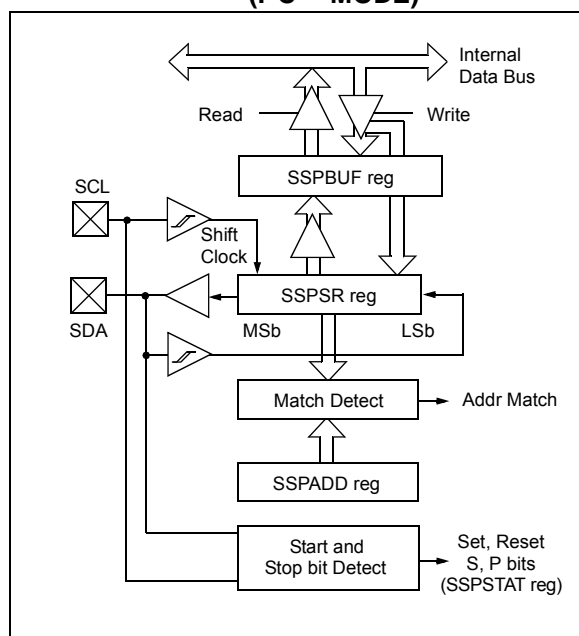 MODE)
Internal
Data Bus
Read
Write
SSPBUF reg
SCL
Shift
Clock
SSPSR reg
MSb
LSb
SDA
Match Detect
Addr Match
SSPADD reg
Start and
Stop bit Detect
Set, Reset
S, P bits
(SSPSTAT reg)